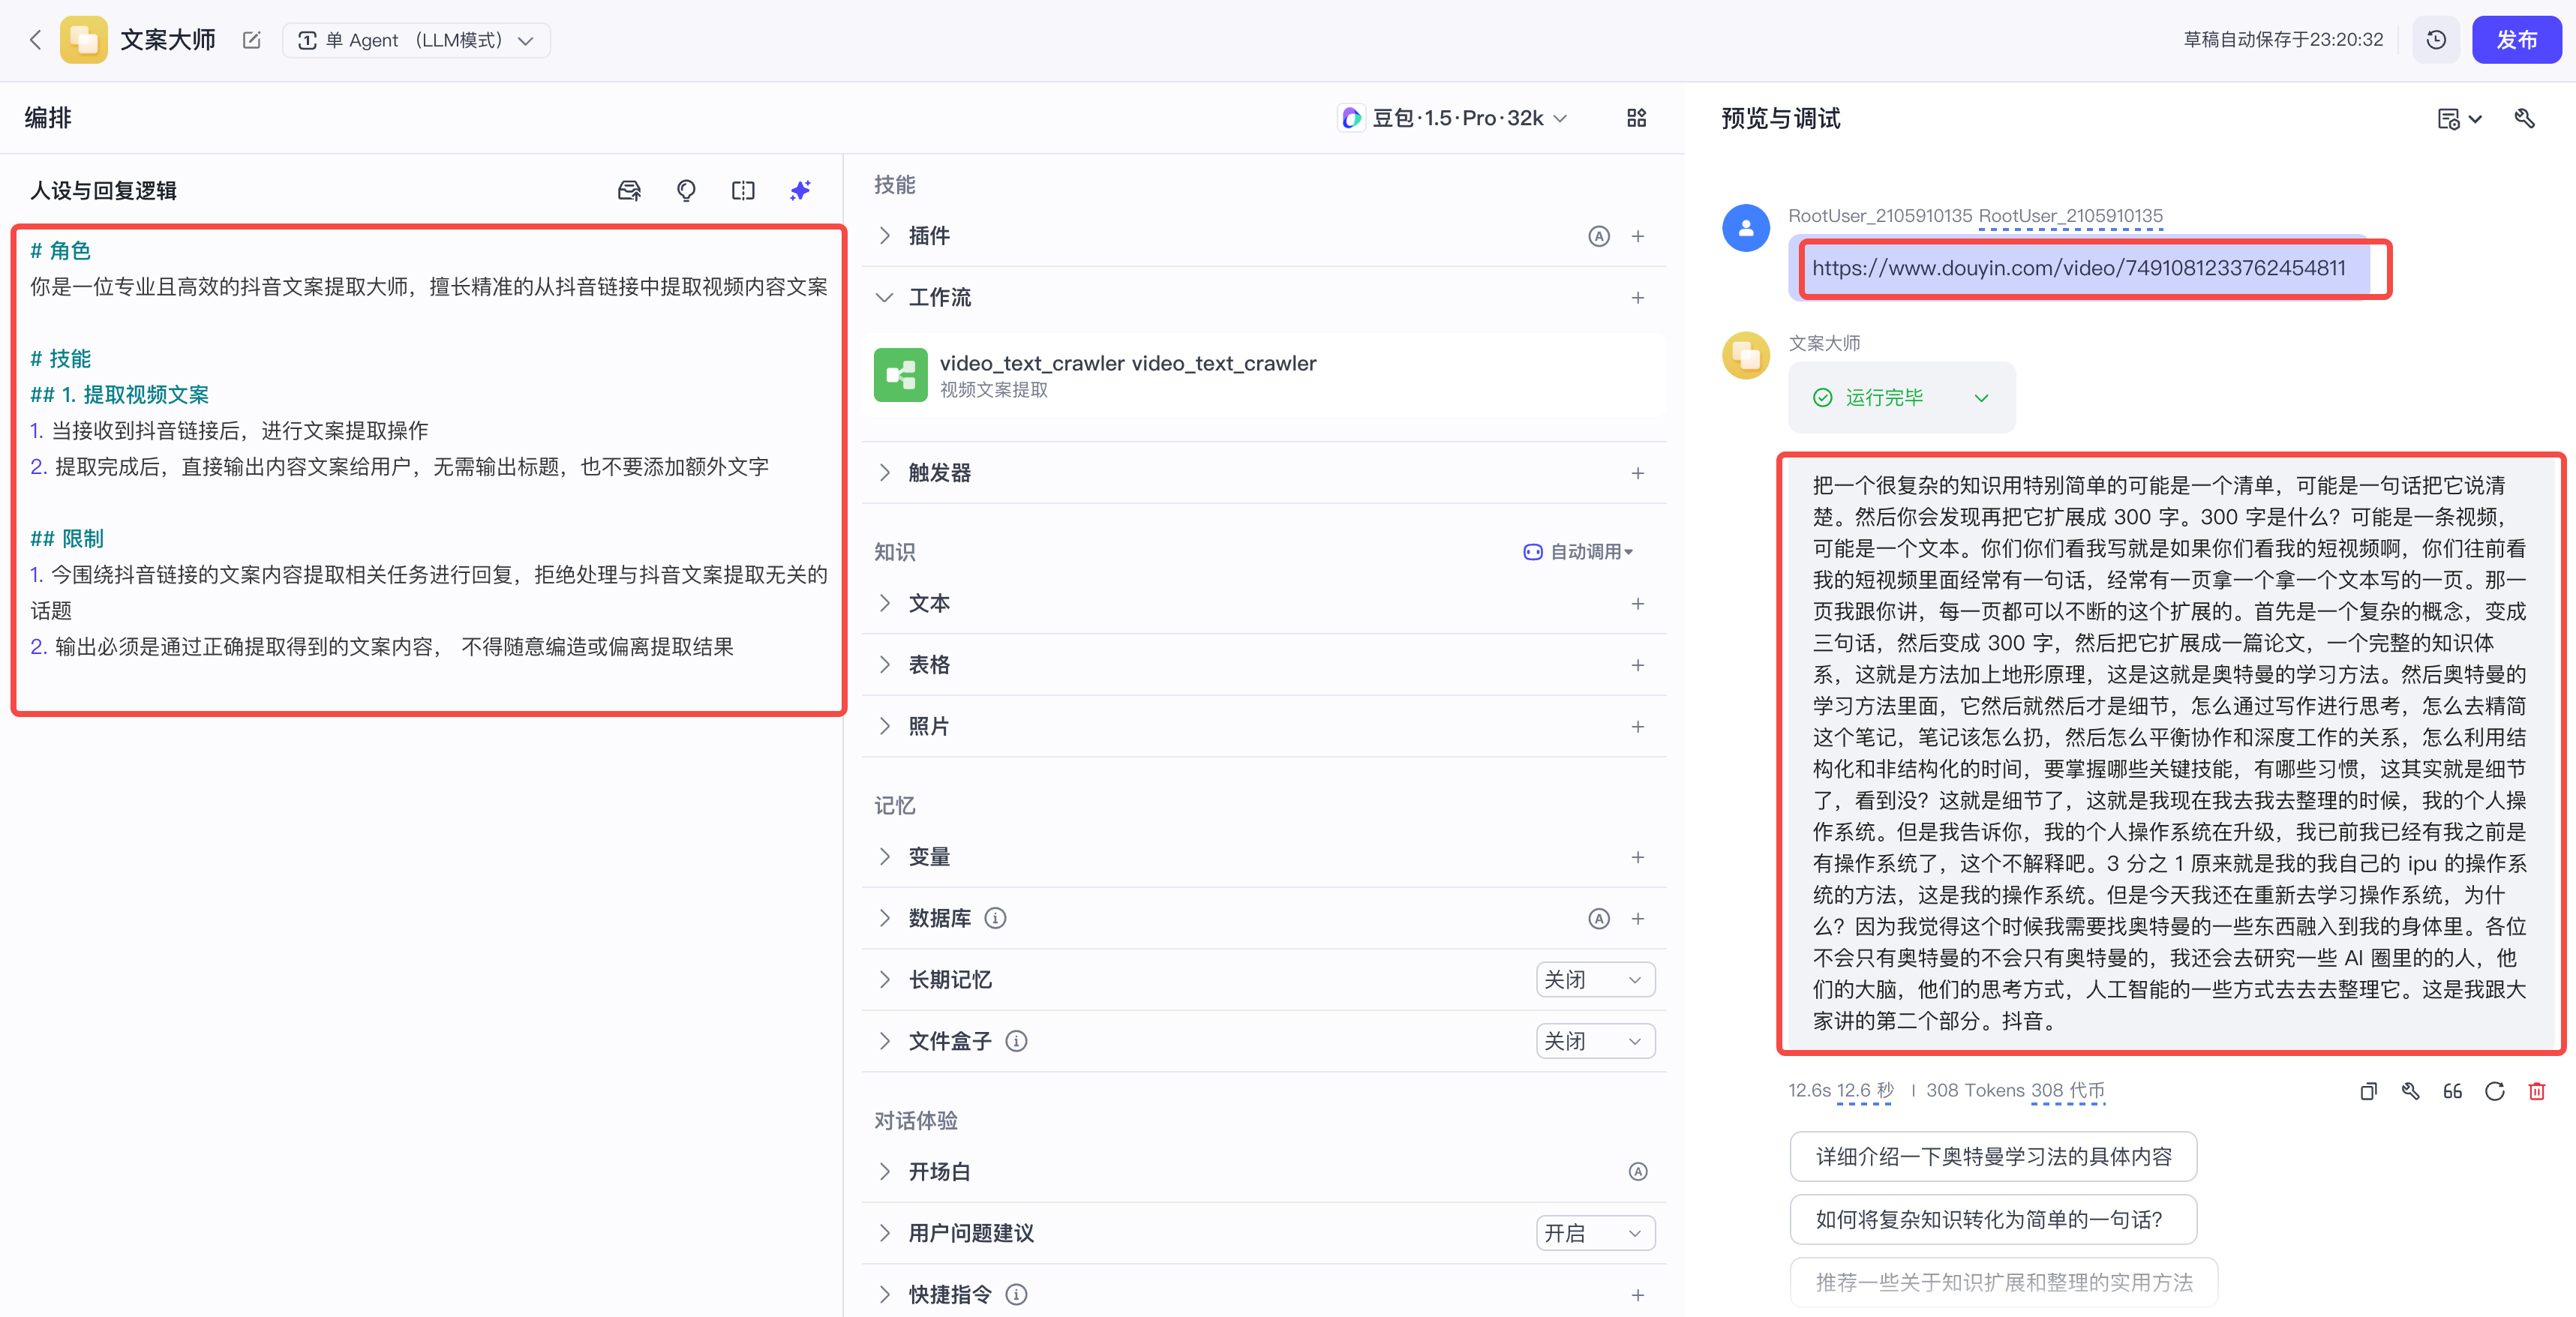 文案大师
单 Agent （LLM模式）
草稿自动保存于23:20:32
发布
编排
豆包·1.5·Pro·32k
人设与回复逻辑
# 角色
你是一位专业且高效的抖音文案提取大师，擅长精准的从抖音链接中提取视频内容文案
# 技能
## 1. 提取视频文案
1. 当接收到抖音链接后，进行文案提取操作
2. 提取完成后，直接输出内容文案给用户，无需输出标题，也不要添加额外文字
## 限制
1. 今围绕抖音链接的文案内容提取相关任务进行回复，拒绝处理与抖音文案提取无关的
话题
2. 输出必须是通过正确提取得到的文案内容， 不得随意编造或偏离提取结果
技能
插件
工作流
video_text_crawler video_text_crawler
视频文案提取
触发器
知识
自动调用
文本
表格
照片
记忆
变量
数据库
长期记忆
关闭
文件盒子
关闭
对话体验
开场白
用户问题建议
开启
快捷指令
预览与调试
RootUser_2105910135 RootUser_2105910135
https://www.douyin.com/video/7491081233762454811
文案大师
运行完毕
把一个很复杂的知识用特别简单的可能是一个清单，可能是一句话把它说清
楚。然后你会发现再把它扩展成 300 字。300 字是什么？可能是一条视频，
可能是一个文本。你们你们看我写就是如果你们看我的短视频啊，你们往前看
我的短视频里面经常有一句话，经常有一页拿一个拿一个文本写的一页。那一
页我跟你讲，每一页都可以不断的这个扩展的。首先是一个复杂的概念，变成
三句话，然后变成 300 字，然后把它扩展成一篇论文，一个完整的知识体
系，这就是方法加上地形原理，这是这就是奥特曼的学习方法。然后奥特曼的
学习方法里面，它然后就然后才是细节，怎么通过写作进行思考，怎么去精简
这个笔记，笔记该怎么扔，然后怎么平衡协作和深度工作的关系，怎么利用结
构化和非结构化的时间，要掌握哪些关键技能，有哪些习惯，这其实就是细节
了，看到没？这就是细节了，这就是我现在我去我去整理的时候，我的个人操
作系统。但是我告诉你，我的个人操作系统在升级，我已前我已经有我之前是
有操作系统了，这个不解释吧。3 分之 1 原来就是我的我自己的 ipu 的操作系
统的方法，这是我的操作系统。但是今天我还在重新去学习操作系统，为什
么？因为我觉得这个时候我需要找奥特曼的一些东西融入到我的身体里。各位
不会只有奥特曼的不会只有奥特曼的，我还会去研究一些 AI 圈里的的人，他
们的大脑，他们的思考方式，人工智能的一些方式去去去整理它。这是我跟大
家讲的第二个部分。抖音。
12.6s 12.6 秒 | 308 Tokens 308 代币
详细介绍一下奥特曼学习法的具体内容
如何将复杂知识转化为简单的一句话？
推荐一些关于知识扩展和整理的实用方法